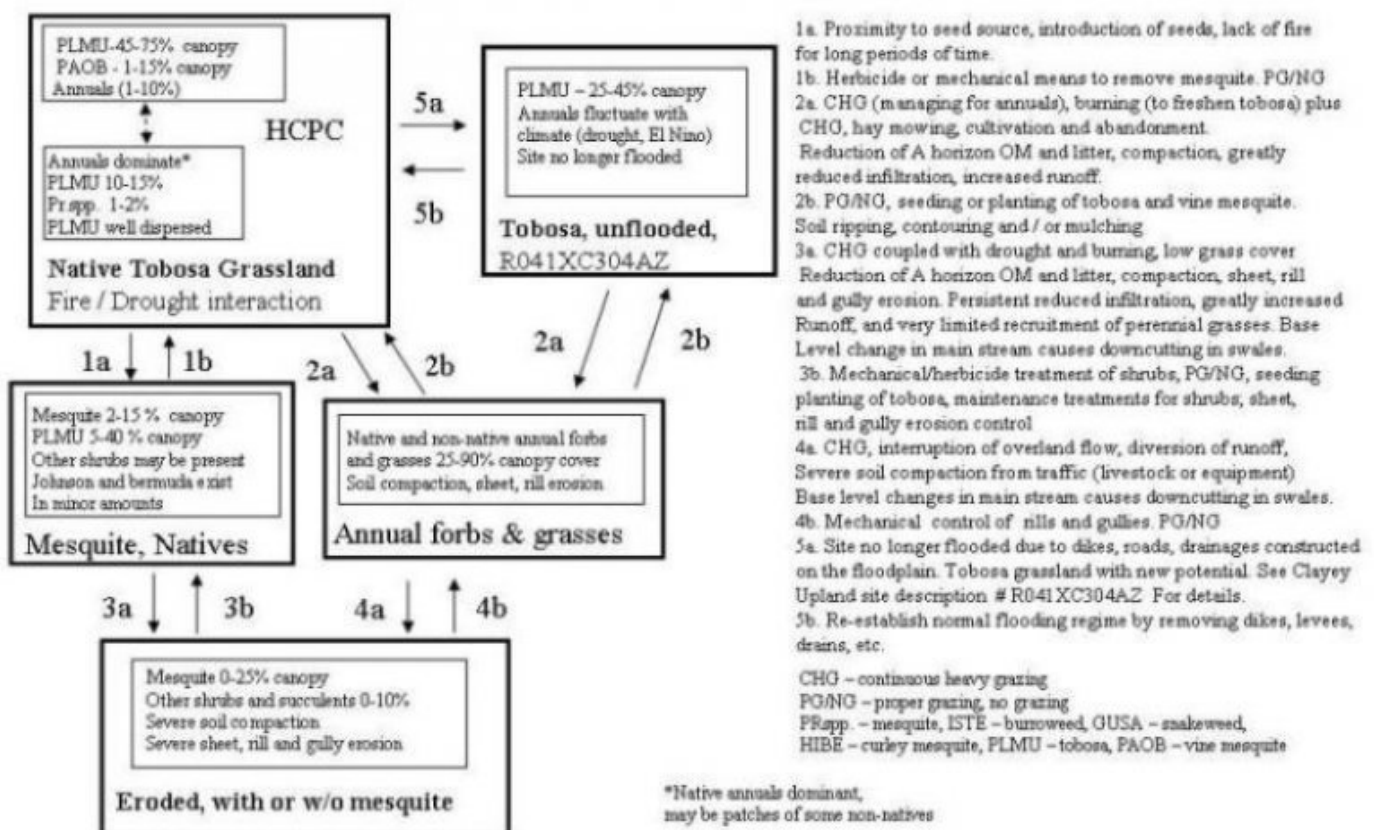 PLMU-45-75% canopy
PAOB - 1-15% canopy
Annuals (1-10%)
HCPC
Annuals dominate*
PLMU 10-15%
Pr.spp. 1-2%
PLMU well dispersed
Native Tobosa Grassland
Fire / Drought interaction
5a
5b
PLMU – 25-45% canopy
Annuals fluctuate with
climate (drought, El Nino)
Site no longer flooded
Tobosa, unflooded,
R041XC304AZ
1a
1b
2a
2b
2a
2b
Mesquite 2-15 % canopy
PLMU 5-40 % canopy
Other shrubs may be present
Johnson and bermuda exist
In minor amounts
Mesquite, Natives
Native and non-native annual forbs
and grasses 25-90% canopy cover
Soil compaction, sheet, rill erosion
Annual forbs & grasses
3a
3b
4a
4b
Mesquite 0-25% canopy
Other shrubs and succulents 0-10%
Severe soil compaction
Severe sheet, rill and gully erosion
Eroded, with or w/o mesquite
1a. Proximity to seed source, introduction of seeds, lack of fire
for long periods of time.
1b. Herbicide or mechanical means to remove mesquite. PG/NG
2a. CHG (managing for annuals), burning (to freshen tobosa) plus
CHG, hay mowing, cultivation and abandonment.
Reduction of A horizon OM and litter, compaction, greatly
reduced infiltration, increased runoff.
2b. PG/NG, seeding or planting of tobosa and vine mesquite.
Soil ripping, contouring and / or mulching
3a. CHG coupled with drought and burning, low grass cover
Reduction of A horizon OM and litter, compaction, sheet, rill
and gully erosion. Persistent reduced infiltration, greatly increased
Runoff, and very limited recruitment of perennial grasses. Base
Level change in main stream causes downcutting in swales.
3b. Mechanical/herbicide treatment of shrubs, PG/NG, seeding
planting of tobosa, maintenance treatments for shrubs, sheet,
rill and gully erosion control
4a. CHG, interruption of overland flow, diversion of runoff,
Severe soil compaction from traffic (livestock or equipment)
Base level changes in main stream causes downcutting in swales.
4b. Mechanical control of rills and gullies. PG/NG
5a. Site no longer flooded due to dikes, roads, drainages constructed
on the floodplain. Tobosa grassland with new potential. See Clayey
Upland site description # R041XC304AZ For details.
5b. Re-establish normal flooding regime by removing dikes, levees,
drains, etc.
CHG – continuous heavy grazing
PG/NG – proper grazing, no grazing
PRspp. – mesquite, ISTE – burroweed, GUSA – snakeweed,
HIBE – curley mesquite, PLMU – tobosa, PAOB – vine mesquite
*Native annuals dominant,
may be patches of some non-natives